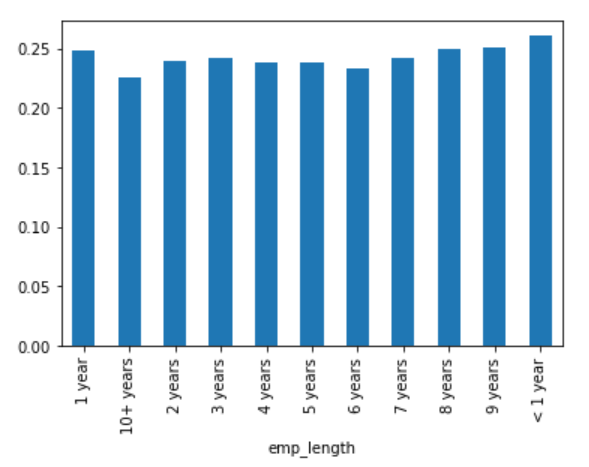 0.25
0.20
0.15
0.10
0.05
0.00
1 year
10+ years
2 years
3 years
4 years
5 years
6 years
7 years
8 years
9 years
< 1 year
emp_length